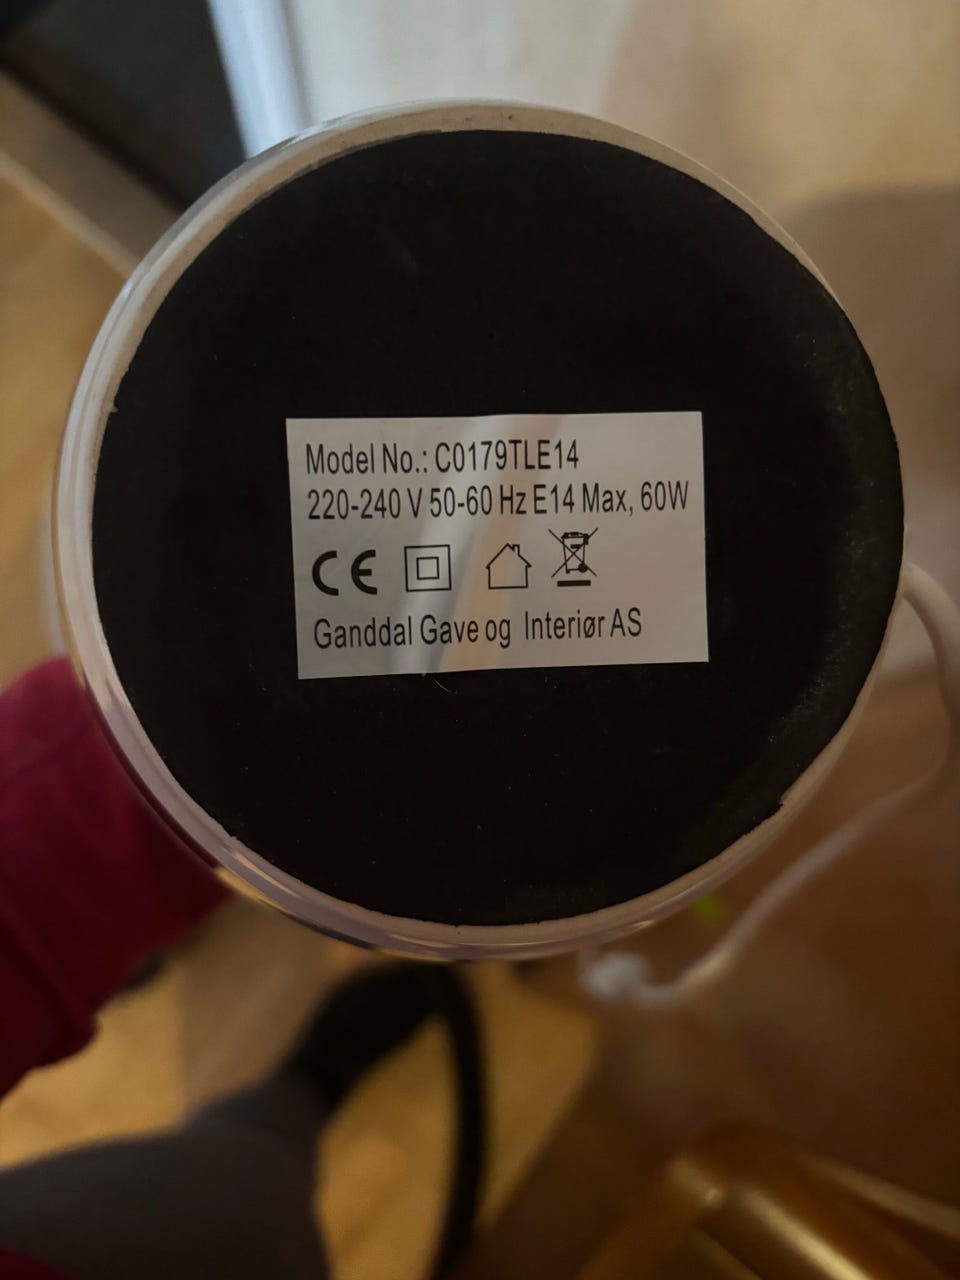 Model No.: C0179TLE14
220-240 V 50-60 Hz E14 Max, 60W
CE
Ganddal Gave og Interiør AS